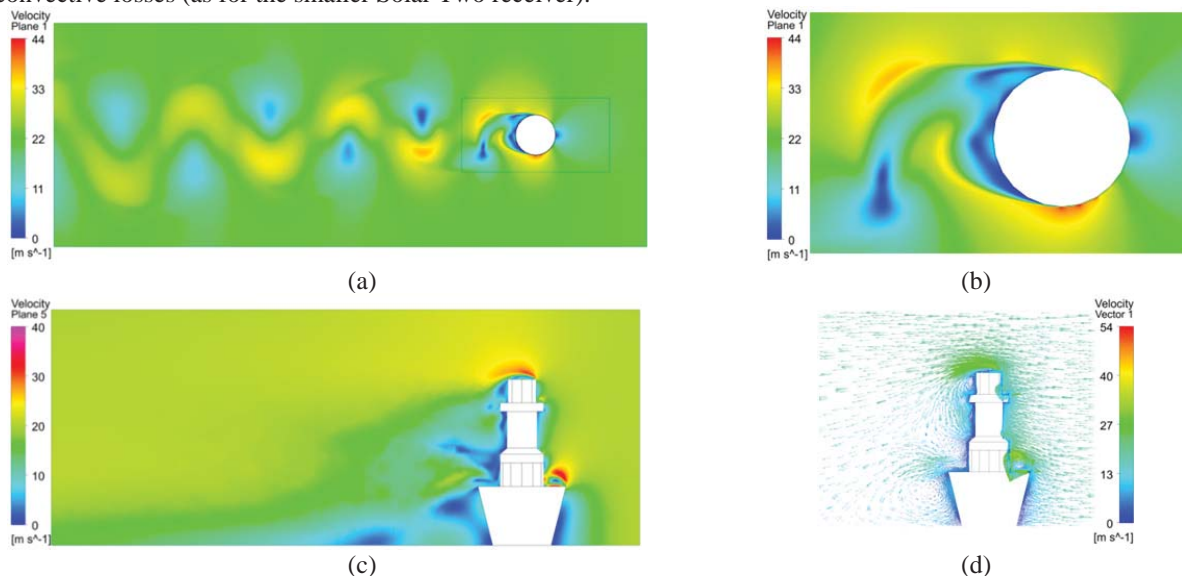 convective losses (as for the smaller Solar Two receiver).
Velocity
Plane 1
44
33
22
11
0
[m s^-1]
(a)
Velocity
Plane 1
44
33
22
11
0
[m s^-1]
(b)
Velocity
Plane 5
40
30
20
10
0
[m s^-1]
(c)
Velocity
Vector 1
54
40
27
13
0
[m s^-1]
(d)